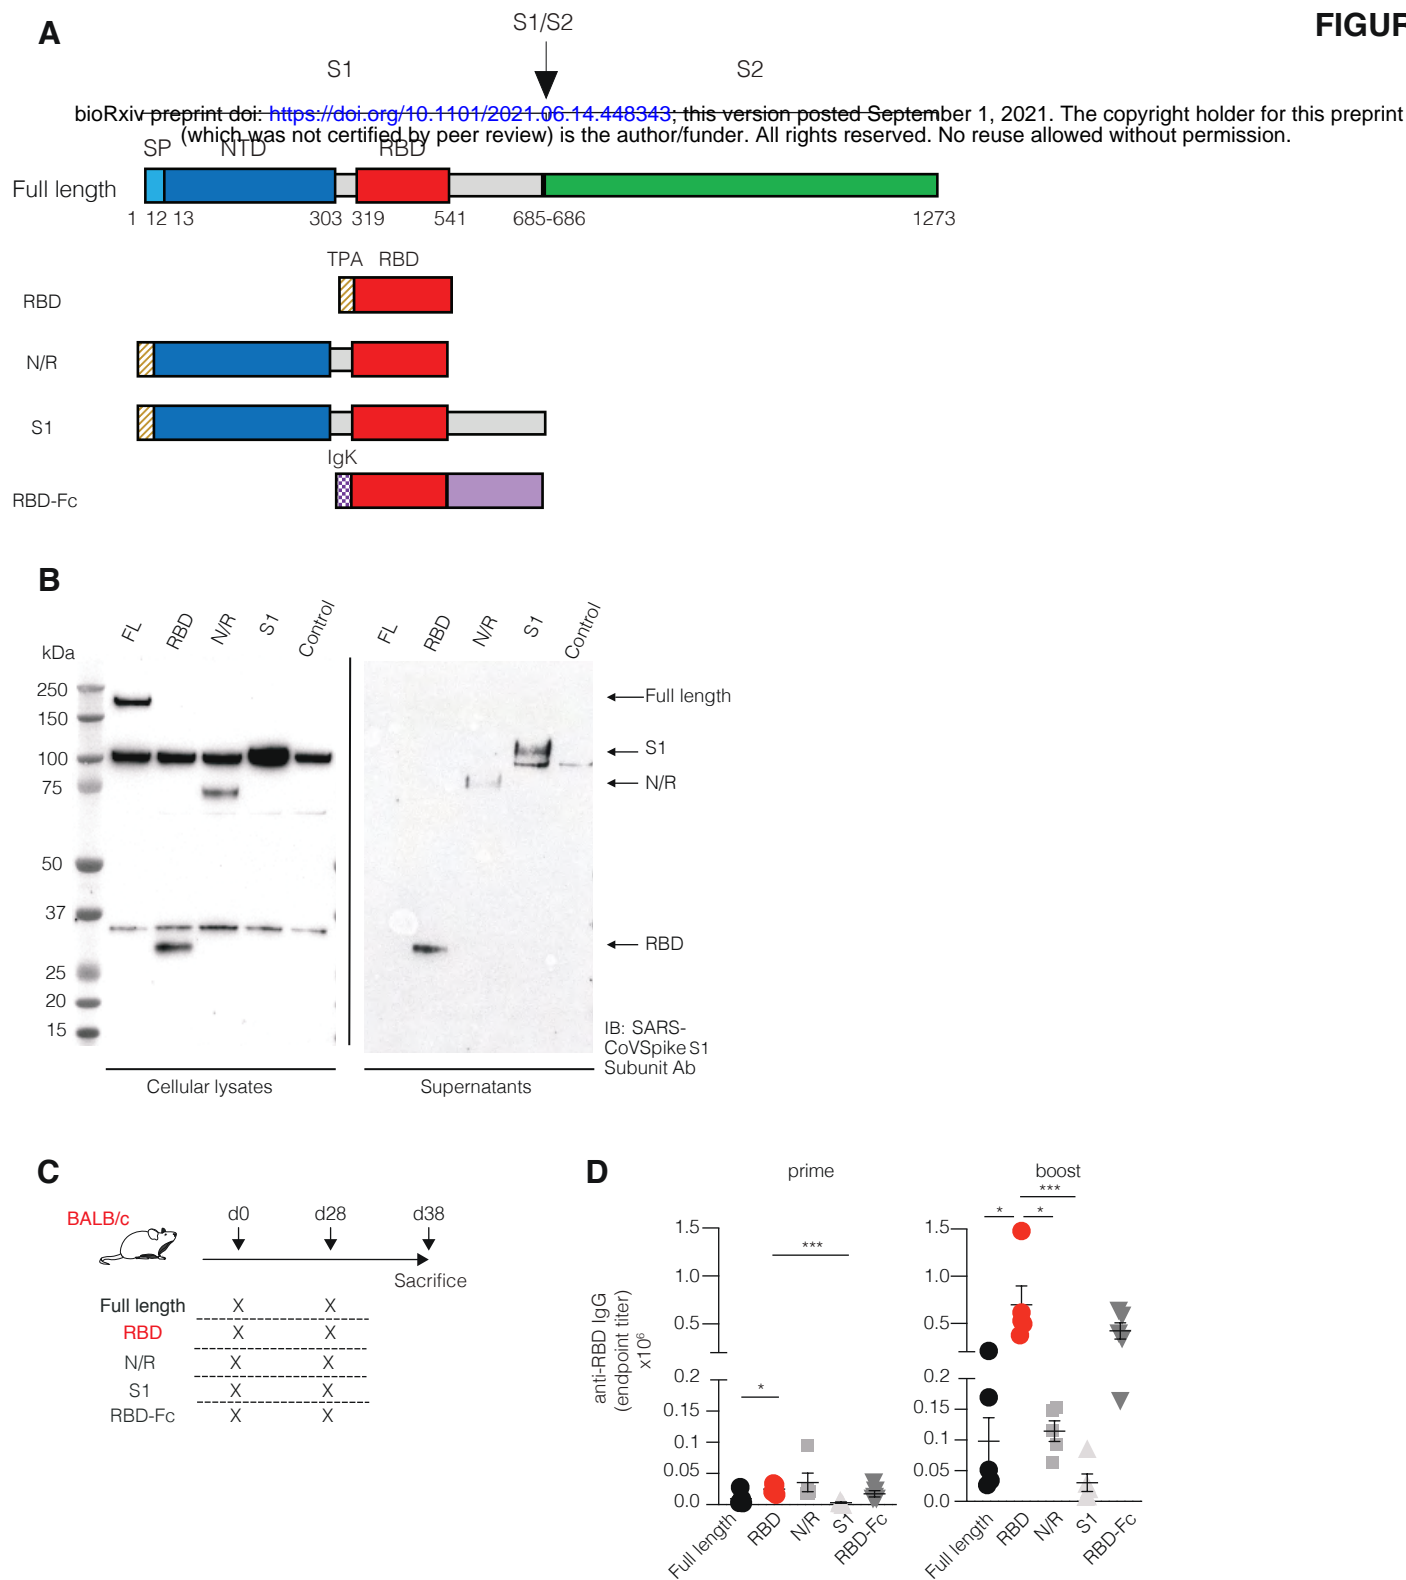 FIGUR
A
S1/S2
S1
S2
bioRxiv preprint doi: https://doi.org/10.1101/2021.06.14.448343; this version posted September 1, 2021. The copyright holder for this preprint
(which was not certified by peer review) is the author/funder. All rights reserved. No reuse allowed without permission.
SP NTD RBD
Full length
1 12 13 303 319 541 685-686 1273
TPA RBD
RBD
N/R
S1
IgK
RBD-Fc
B
FL RBD N/R S1 Control FL RBD N/R S1 Control
kDa
250
150
100
75
50
37
25
20
15
Full length
S1
N/R
RBD
IB: SARS-
CoVSpike S1
Subunit Ab
Cellular lysates
Supernatants
C
BALB/c
d0 d28 d38
Sacrifice
Full length X X
RBD X X
N/R X X
S1 X X
RBD-Fc X X
D
prime
boost
anti-RBD IgG
(endpoint titer)
x10⁶
1.5
1.0
0.5
0.2
0.15
0.1
0.05
0.0
*
***
Full length RBD N/R S1 RBD-Fc
1.5
1.0
0.5
0.2
0.15
0.1
0.05
0.0
***
* *
Full length RBD N/R S1 RBD-Fc